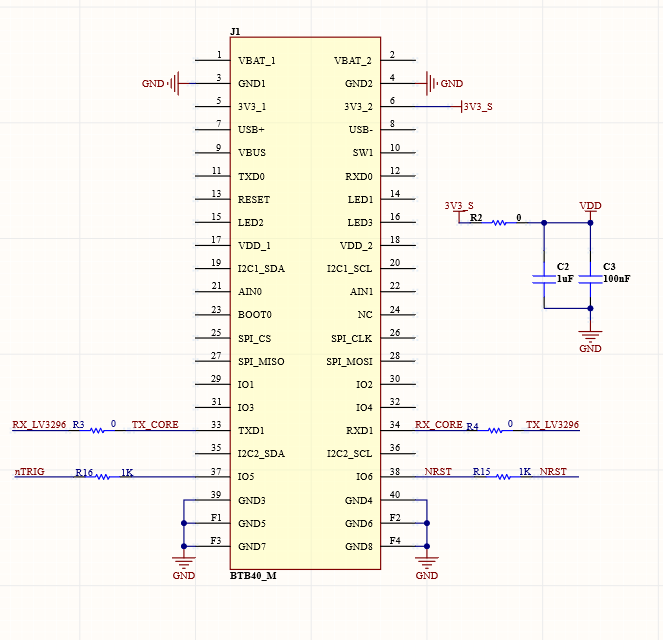 J1
1 VBAT_1 VBAT_2 2
GND 3 GND1 GND2 4 GND
5 3V3_1 3V3_2 6 3V3_S
7 USB+ USB- 8
9 VBUS SW1 10
11 TXD0 RXD0 12
13 RESET LED1 14
15 LED2 LED3 16
17 VDD_1 VDD_2 18
19 I2C1_SDA I2C1_SCL 20
21 AIN0 AIN1 22
23 BOOT0 NC 24
25 SPI_CS SPI_CLK 26
27 SPI_MISO SPI_MOSI 28
29 IO1 IO2 30
31 IO3 IO4 32
RX_LV3296 R3 0 TX_CORE 33 TXD1 RXD1 34 RX_CORE R4 0 TX_LV3296
35 I2C2_SDA I2C2_SCL 36
nTRIG R16 1K 37 IO5 IO6 38 NRST R15 1K NRST
39 GND3 GND4 40
F1 GND5 GND6 F2
F3 GND7 GND8 F4
GND GND
BTB40_M
3V3_S VDD
R2 0
C2 C3
1uF 100nF
GND